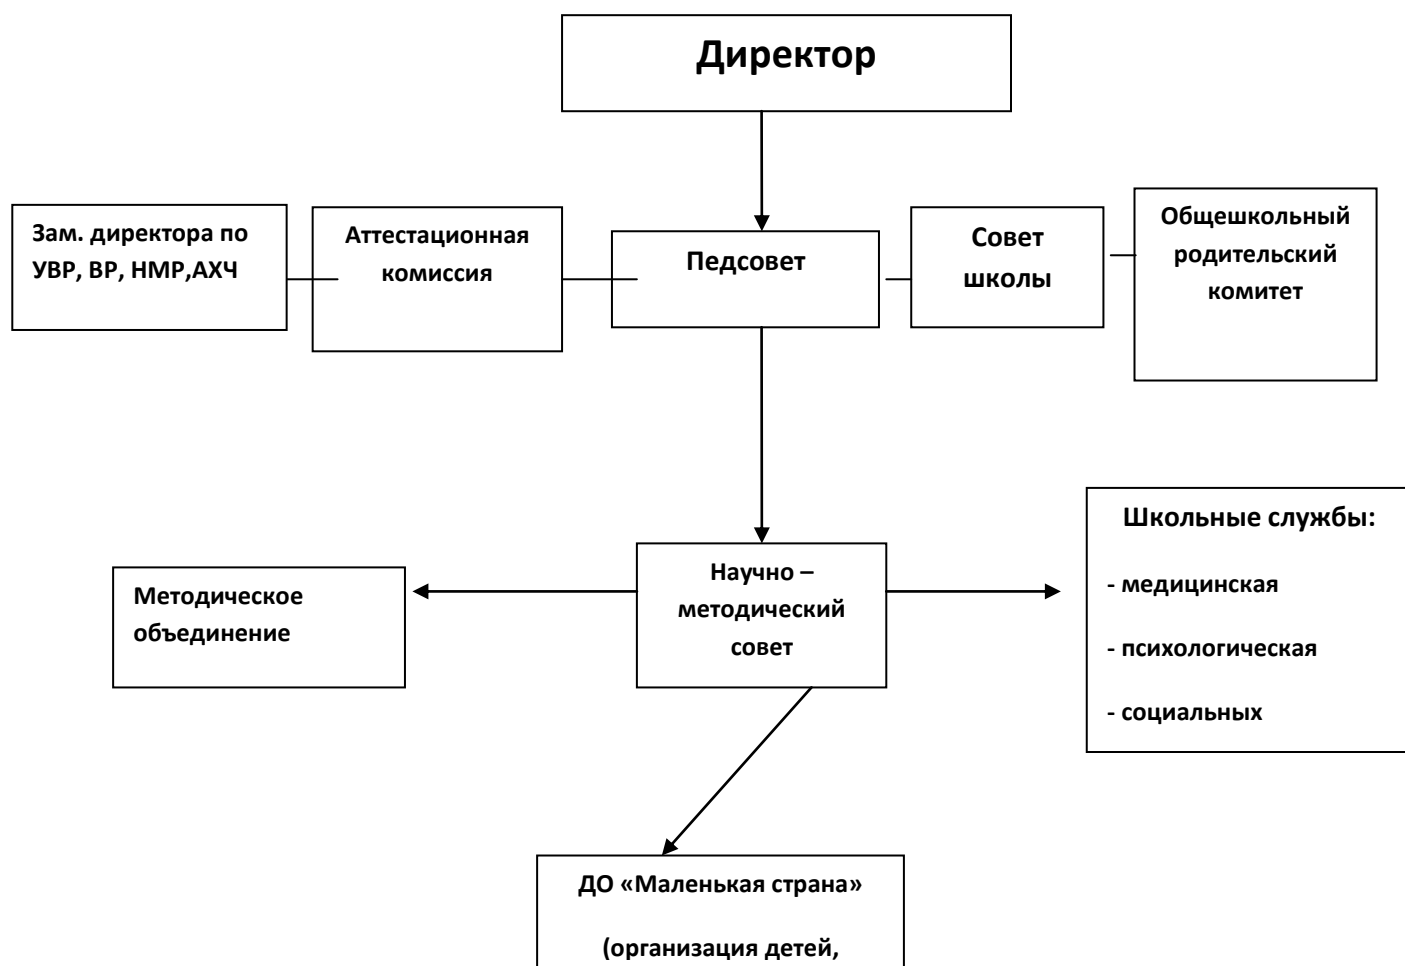 Директор
Зам. директора по
УВР, ВР, НМР,АХЧ
Аттестационная
комиссия
Педсовет
Совет
школы
Общешкольный
родительский
комитет
Методическое
объединение
Научно –
методический
совет
Школьные службы:
- медицинская
- психологическая
- социальных
ДО «Маленькая страна»
(организация детей,